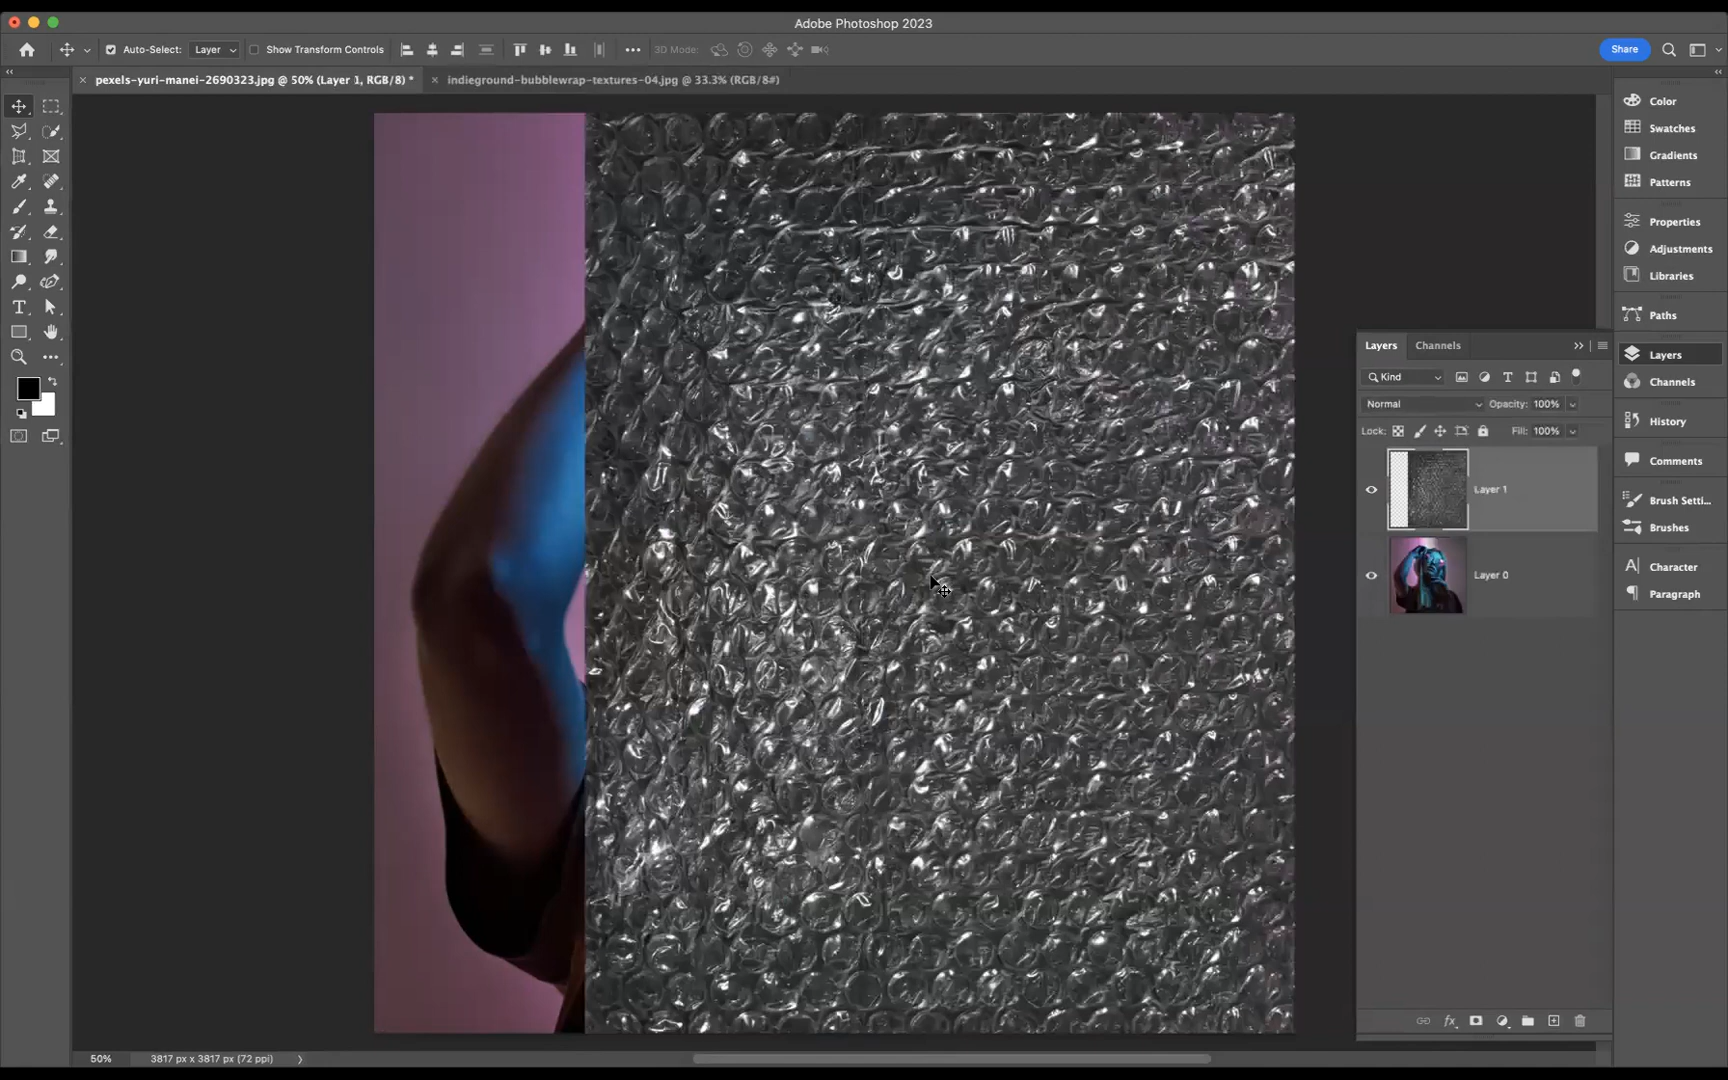 Adobe Photoshop 2023
Auto-Select: Layer Show Transform Controls 3D Mode: Share
pexels-yuri-manei-2690323.jpg @ 50% (Layer 1, RGB/8) * indieground-bubblewrap-textures-04.jpg @ 33.3% (RGB/8#)
Color
Swatches
Gradients
Patterns
Properties
Adjustments
Libraries
Paths
Layers
Channels
History
Comments
Brush Setti...
Brushes
Character
Paragraph
Layers Channels
Kind
Normal Opacity: 100%
Lock: Fill: 100%
Layer 1
Layer 0
50% 3817 px x 3817 px (72 ppi)